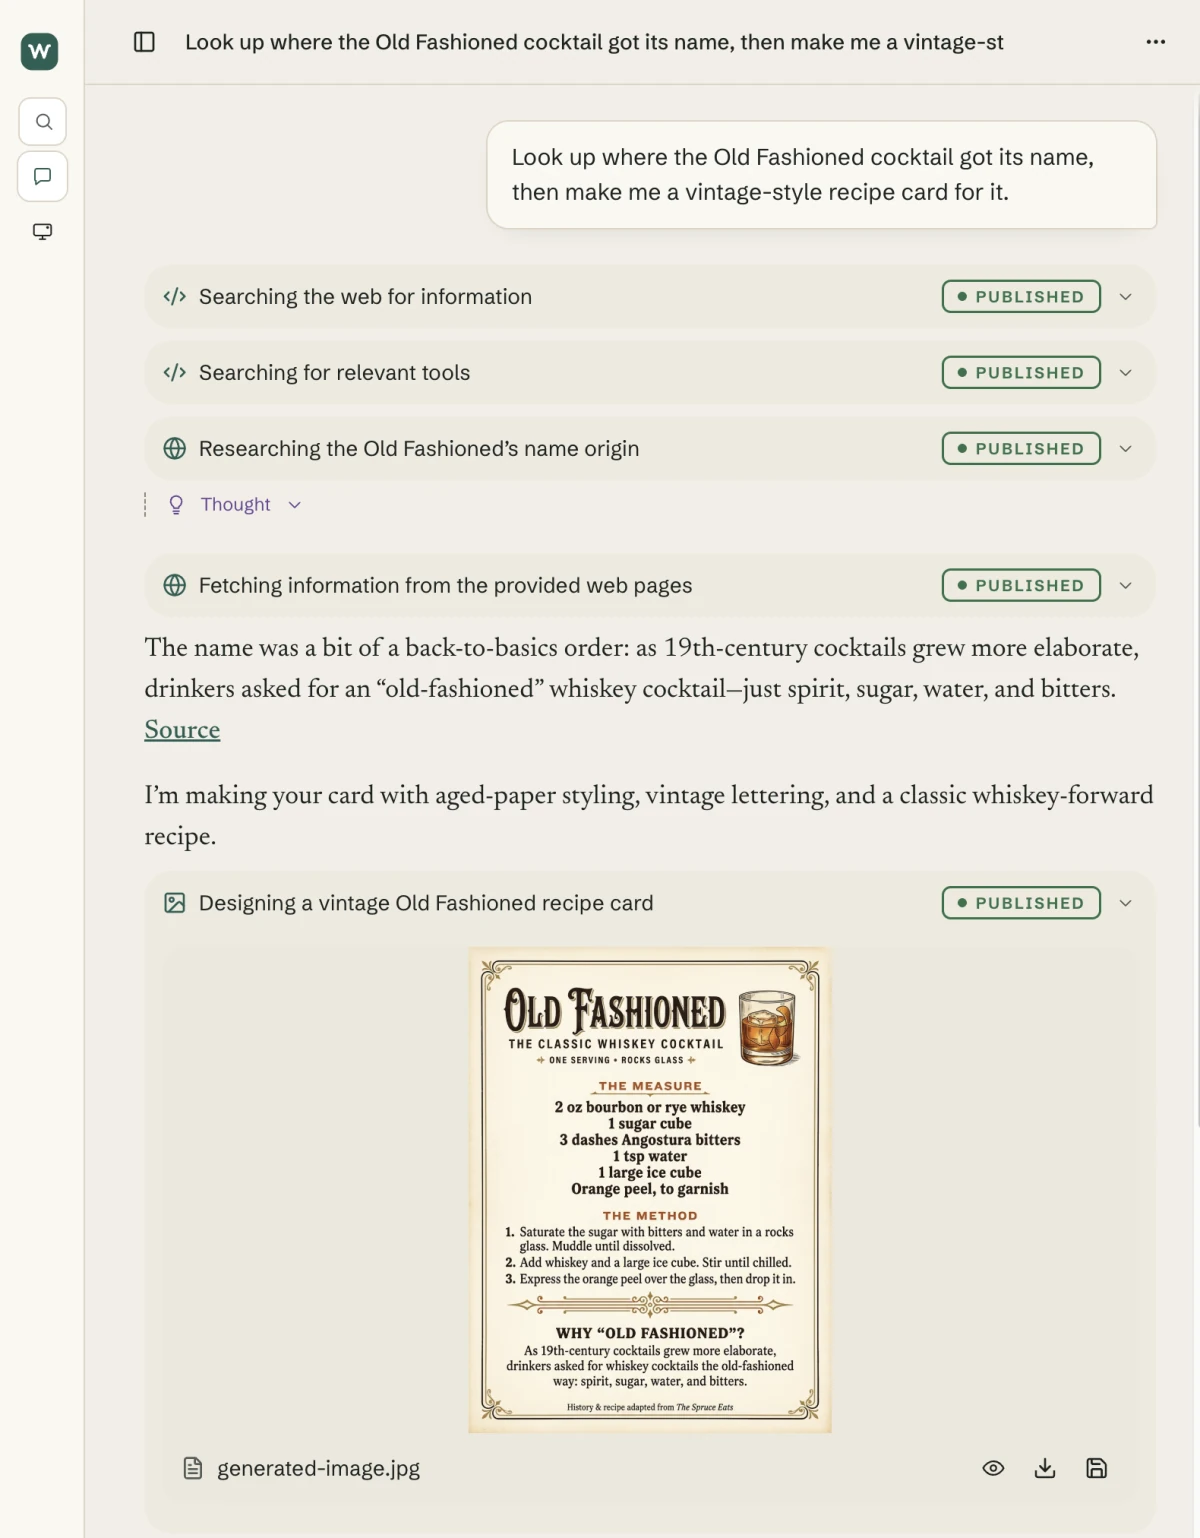 W
Look up where the Old Fashioned cocktail got its name, then make me a vintage-st
Look up where the Old Fashioned cocktail got its name,
then make me a vintage-style recipe card for it.
Searching the web for information
PUBLISHED
Searching for relevant tools
PUBLISHED
Researching the Old Fashioned’s name origin
PUBLISHED
Thought
Fetching information from the provided web pages
PUBLISHED
The name was a bit of a back-to-basics order: as 19th-century cocktails grew more elaborate,
drinkers asked for an “old-fashioned” whiskey cocktail—just spirit, sugar, water, and bitters.
Source
I’m making your card with aged-paper styling, vintage lettering, and a classic whiskey-forward
recipe.
Designing a vintage Old Fashioned recipe card
PUBLISHED
OLD FASHIONED
THE CLASSIC WHISKEY COCKTAIL
ONE SERVING • ROCKS GLASS
THE MEASURE
2 oz bourbon or rye whiskey
1 sugar cube
3 dashes Angostura bitters
1 tsp water
1 large ice cube
Orange peel, to garnish
THE METHOD
1. Saturate the sugar with bitters and water in a rocks
glass. Muddle until dissolved.
2. Add whiskey and a large ice cube. Stir until chilled.
3. Express the orange peel over the glass, then drop it in.
WHY “OLD FASHIONED”?
As 19th-century cocktails grew more elaborate,
drinkers asked for whiskey cocktails the old-fashioned
way: spirit, sugar, water, and bitters.
History & recipe adapted from The Spruce Eats
generated-image.jpg